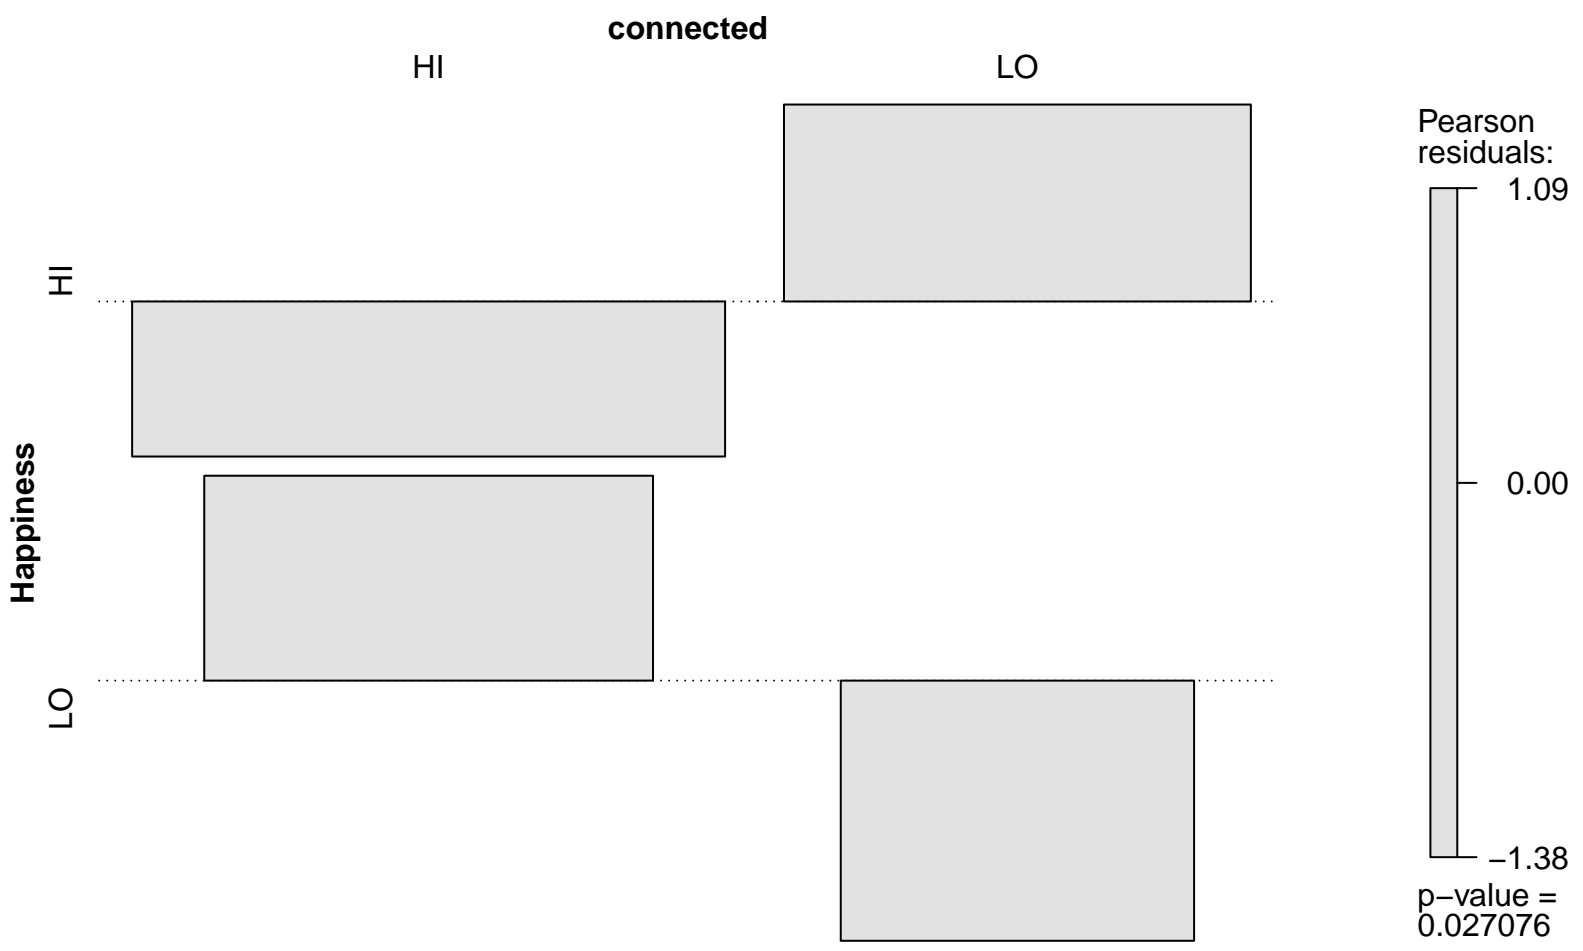 connected
HI LO
Pearson
residuals:
1.09
HI
0.00
Happiness
LO
−1.38
p−value =
0.027076